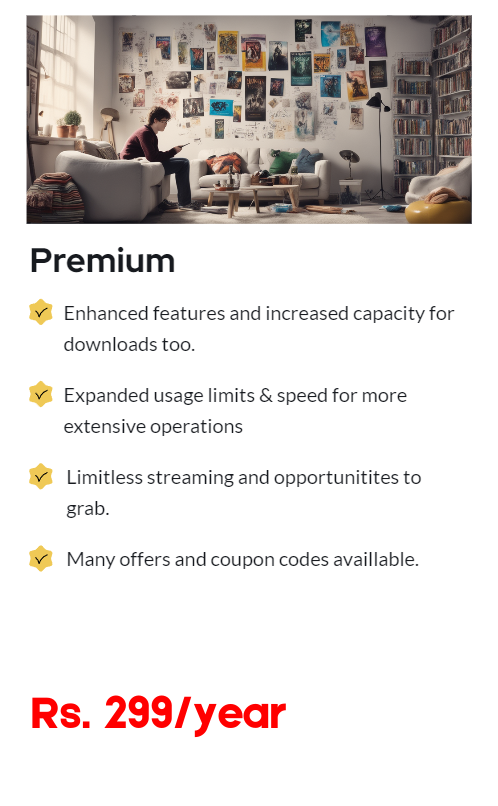 Premium
Enhanced features and increased capacity for
downloads too.
Expanded usage limits & speed for more
extensive operations
Limitless streaming and opportunitites to
grab.
Many offers and coupon codes availlable.
Rs. 299/year